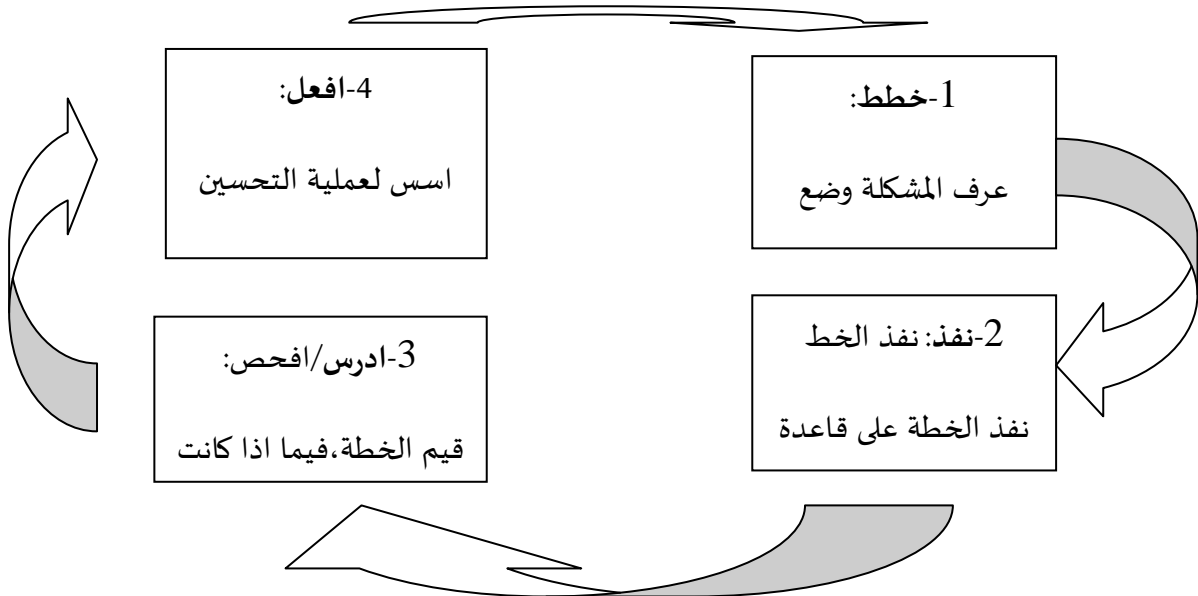 1-خطط:
عرف المشكلة وضع
2-نفذ: نفذ الخط
نفذ الخطة على قاعدة
3-ادرس/افحص:
قيم الخطة،فيما اذا كانت
4-افعل:
اسس لعملية التحسين